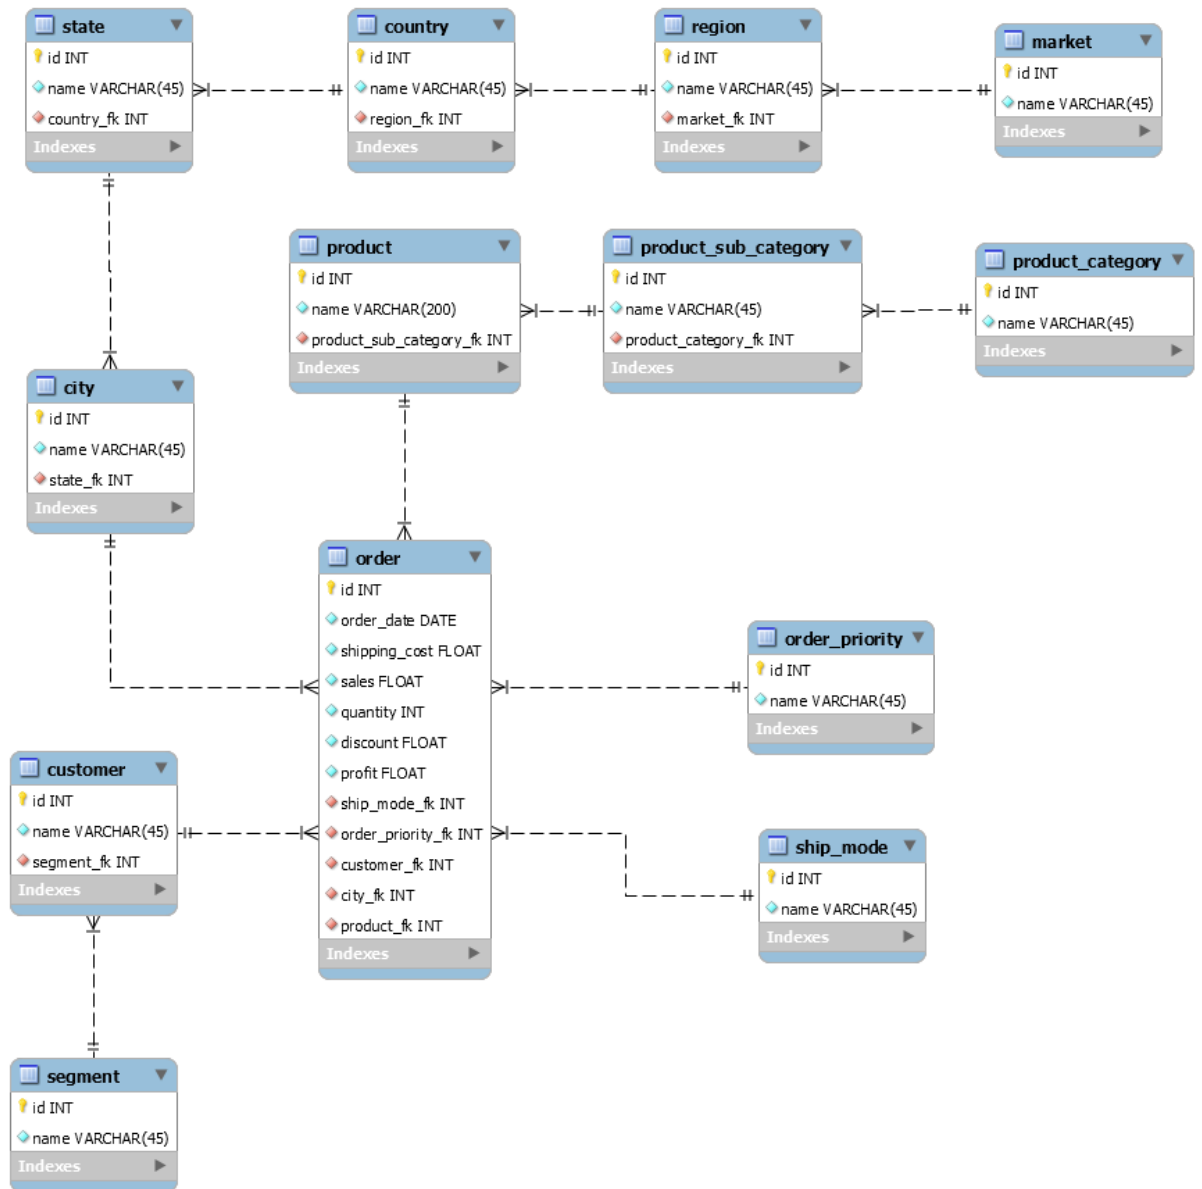 state
id INT
name VARCHAR(45)
country_fk INT
Indexes
country
id INT
name VARCHAR(45)
region_fk INT
Indexes
region
id INT
name VARCHAR(45)
market_fk INT
Indexes
market
id INT
name VARCHAR(45)
Indexes
product
id INT
name VARCHAR(200)
product_sub_category_fk INT
Indexes
product_sub_category
id INT
name VARCHAR(45)
product_category_fk INT
Indexes
product_category
id INT
name VARCHAR(45)
Indexes
city
id INT
name VARCHAR(45)
state_fk INT
Indexes
order
id INT
order_date DATE
shipping_cost FLOAT
sales FLOAT
quantity INT
discount FLOAT
profit FLOAT
ship_mode_fk INT
order_priority_fk INT
customer_fk INT
city_fk INT
product_fk INT
Indexes
order_priority
id INT
name VARCHAR(45)
Indexes
customer
id INT
name VARCHAR(45)
segment_fk INT
Indexes
ship_mode
id INT
name VARCHAR(45)
Indexes
segment
id INT
name VARCHAR(45)
Indexes